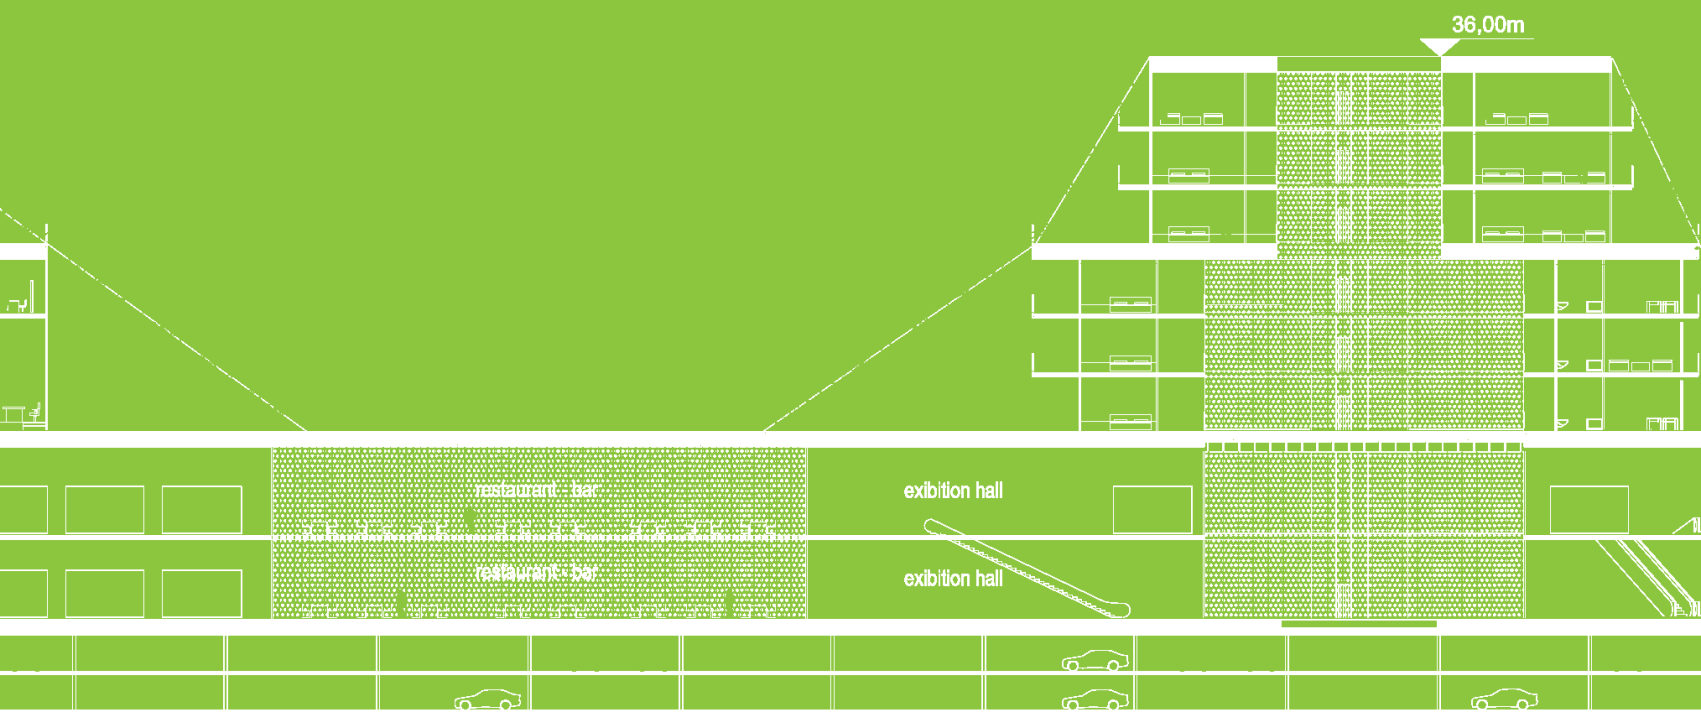 36,00m
restaurant - bar
exibition hall
restaurant - bar
exibition hall